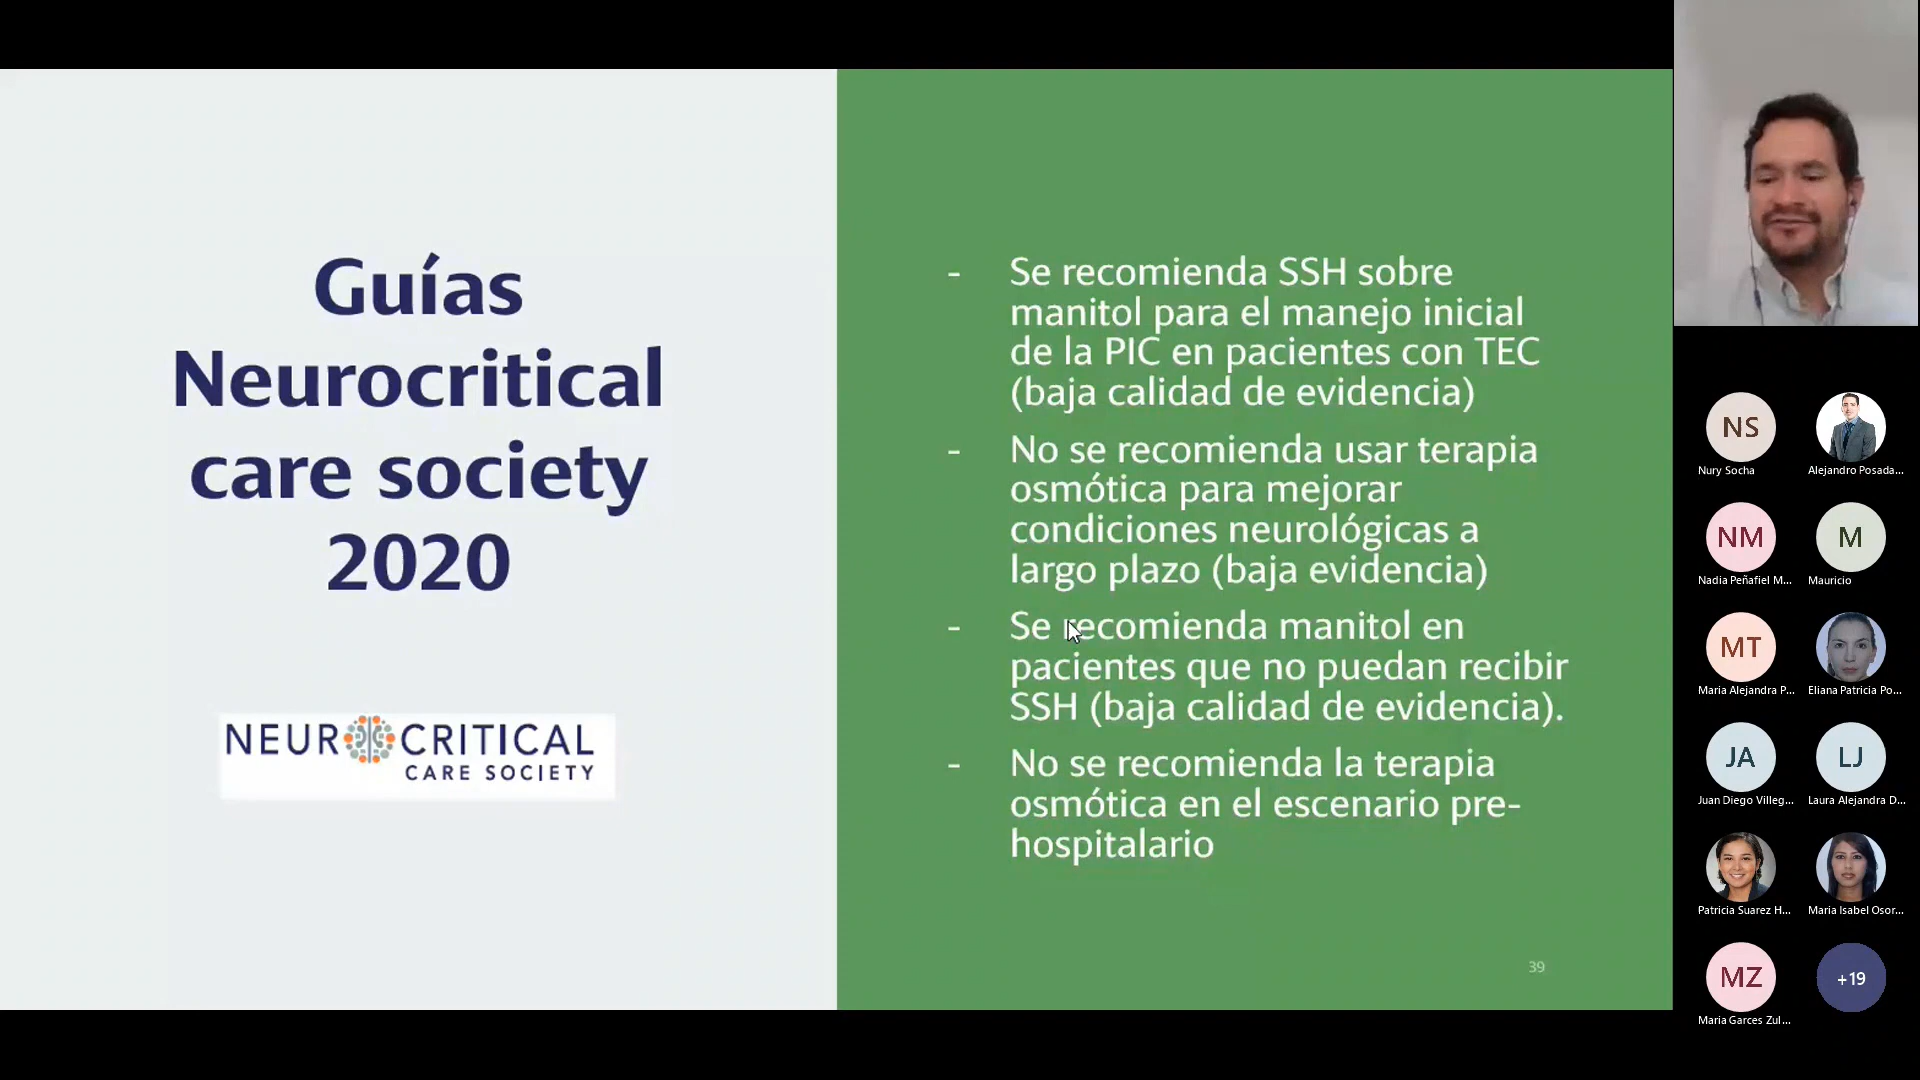 Guías
Neurocritical
care society
2020
NEUROCRITICAL
CARE SOCIETY
- Se recomienda SSH sobre
manitol para el manejo inicial
de la PIC en pacientes con TEC
(baja calidad de evidencia)
- No se recomienda usar terapia
osmótica para mejorar
condiciones neurológicas a
largo plazo (baja evidencia)
- Se recomienda manitol en
pacientes que no puedan recibir
SSH (baja calidad de evidencia).
- No se recomienda la terapia
osmótica en el escenario pre-
hospitalario
39
NS
Nury Socha
Alejandro Posada...
NM
Nadia Peñafiel M...
M
Mauricio
MT
Maria Alejandra P...
Eliana Patricia Po...
JA
Juan Diego Villeg...
LJ
Laura Alejandra D...
Patricia Suarez H...
Maria Isabel Osor...
MZ
Maria Garces Zul...
+19